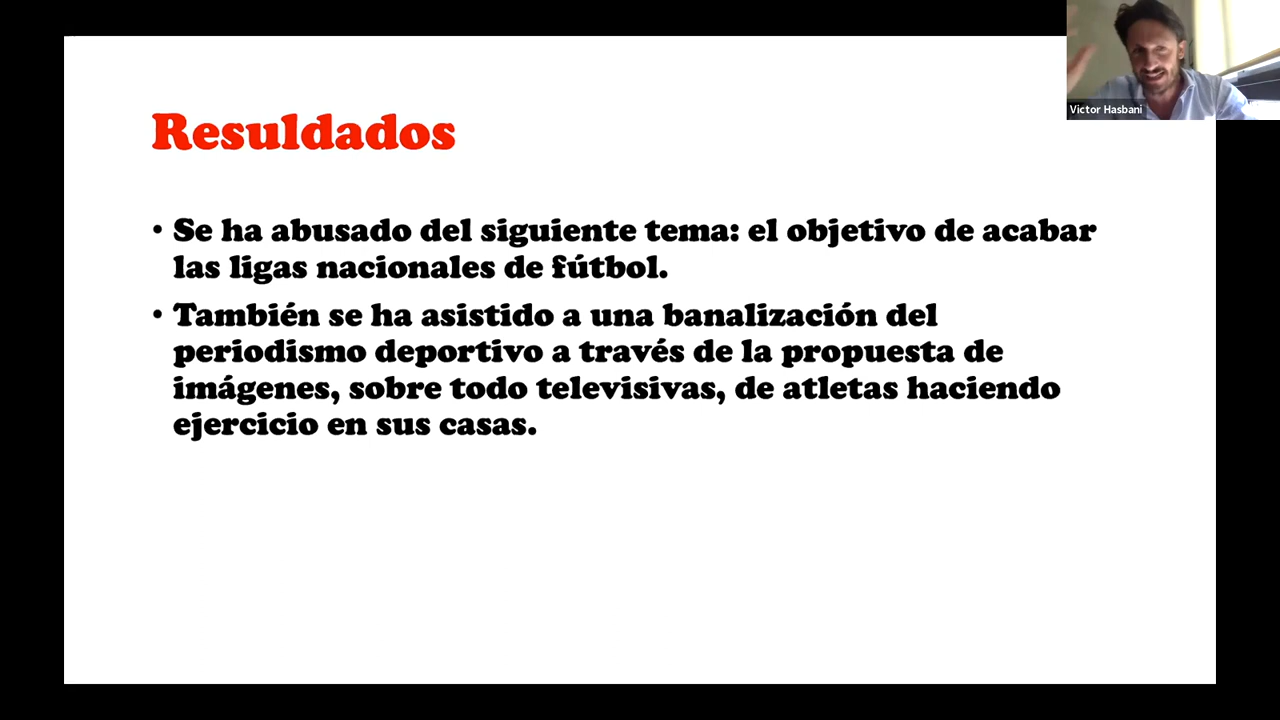 Resuldados
• Se ha abusado del siguiente tema: el objetivo de acabar
las ligas nacionales de fútbol.
• También se ha asistido a una banalización del
periodismo deportivo a través de la propuesta de
imágenes, sobre todo televisivas, de atletas haciendo
ejercicio en sus casas.
Victor Hasbani